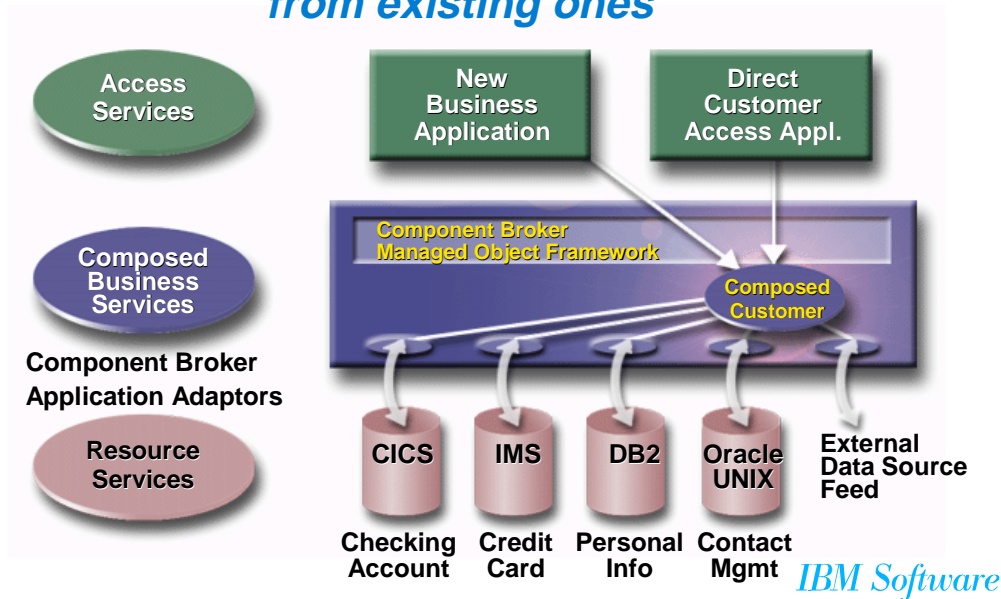 from existing ones
Access
Services
New
Business
Application
Direct
Customer
Access Appl.
Component Broker
Managed Object Framework
Composed
Business
Services
Composed
Customer
Component Broker
Application Adaptors
Resource
Services
CICS
IMS
DB2
Oracle
UNIX
External
Data Source
Feed
Checking
Account
Credit
Card
Personal
Info
Contact
Mgmt
IBM Software